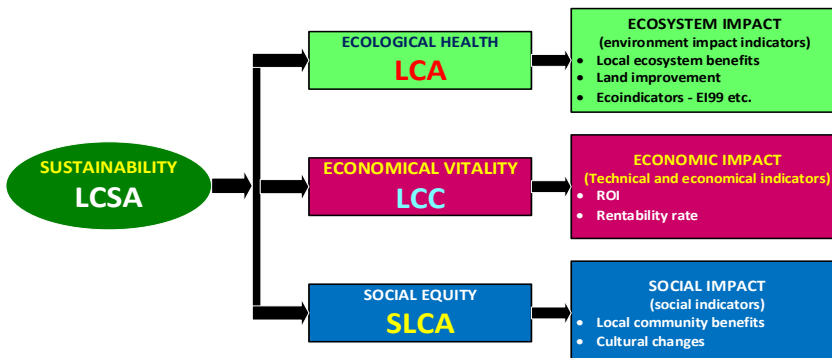 SUSTAINABILITY
LCSA
ECOLOGICAL HEALTH
LCA
ECOSYSTEM IMPACT
(environment impact indicators)
• Local ecosystem benefits
• Land improvement
• Ecoindicators - EI99 etc.
ECONOMICAL VITALITY
LCC
ECONOMIC IMPACT
(Technical and economical indicators)
• ROI
• Rentability rate
SOCIAL EQUITY
SLCA
SOCIAL IMPACT
(social indicators)
• Local community benefits
• Cultural changes